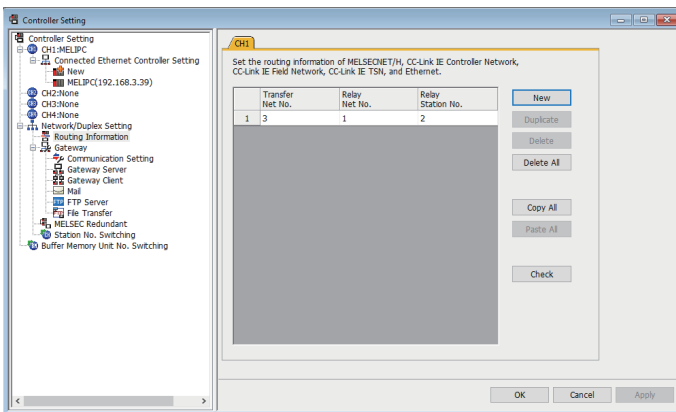 Controller Setting
Controller Setting
CH1:MELIPC
Connected Ethernet Controller Setting
New
MELIPC(192.168.3.39)
CH2:None
CH3:None
CH4:None
Network/Duplex Setting
Routing Information
Gateway
Communication Setting
Gateway Server
Gateway Client
Mail
FTP Server
File Transfer
MELSEC Redundant
Station No. Switching
Buffer Memory Unit No. Switching
CH1
Set the routing information of MELSECNET/H, CC-Link IE Controller Network,
CC-Link IE Field Network, CC-Link IE TSN, and Ethernet.
Transfer Net No. Relay Net No. Relay Station No.
1 3 1 2
New
Duplicate
Delete
Delete All
Copy All
Paste All
Check
OK Cancel Apply